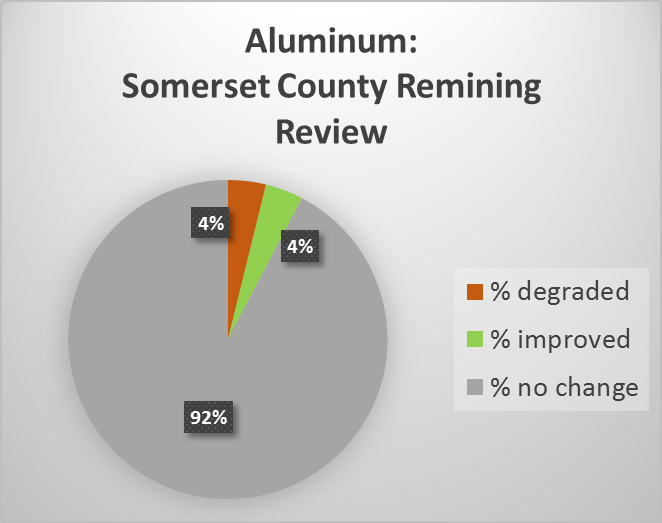 Aluminum:
Somerset County Remining
Review
4%
4%
92%
% degraded
% improved
% no change